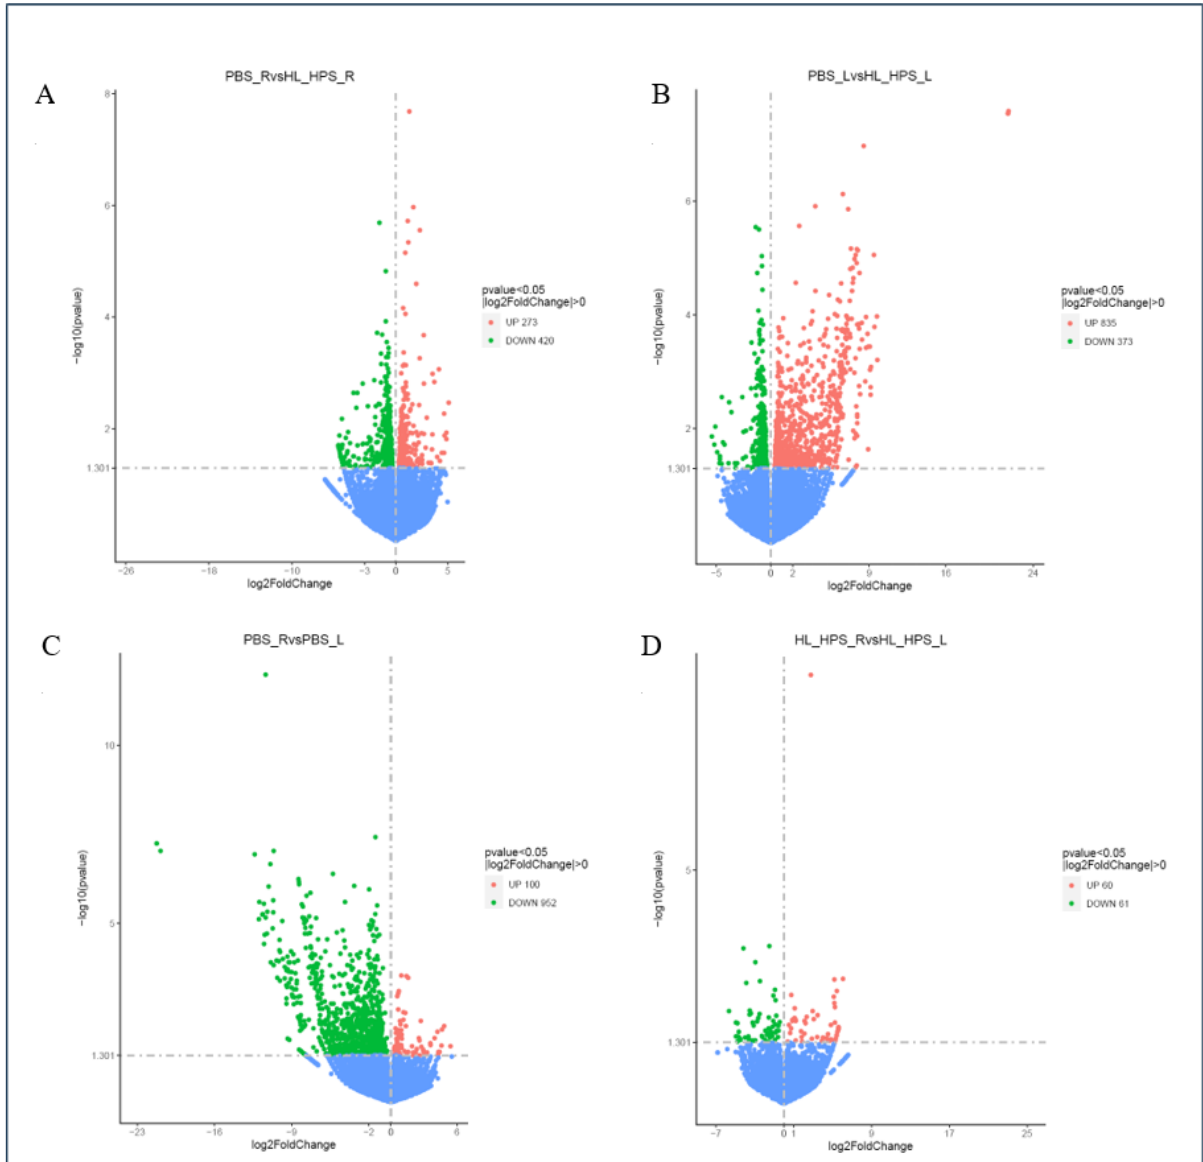 A
PBS_RvsHL_HPS_R
8
6
4
2
1.301
−log10(pvalue)
−26
−18
−10
−3
0
5
log2FoldChange
pvalue<0.05
|log2FoldChange|>0
UP 273
DOWN 420
B
PBS_LvsHL_HPS_L
6
4
2
1.301
−log10(pvalue)
−5
0
2
9
16
24
log2FoldChange
pvalue<0.05
|log2FoldChange|>0
UP 835
DOWN 373
C
PBS_RvsPBS_L
10
5
1.301
−log10(pvalue)
−23
−16
−9
−2
0
6
log2FoldChange
pvalue<0.05
|log2FoldChange|>0
UP 100
DOWN 952
D
HL_HPS_RvsHL_HPS_L
5
1.301
−log10(pvalue)
−7
0
1
9
17
25
log2FoldChange
pvalue<0.05
|log2FoldChange|>0
UP 60
DOWN 61